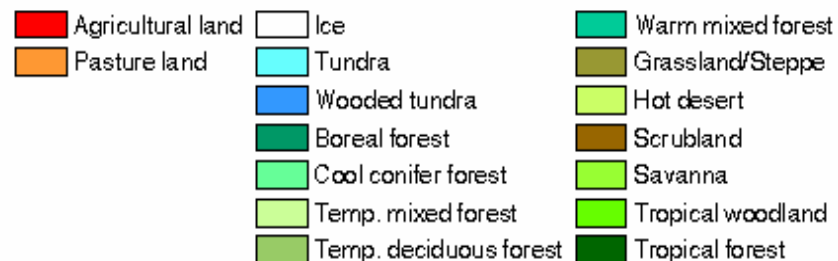 Agricultural land
Pasture land
Ice
Tundra
Wooded tundra
Boreal forest
Cool conifer forest
Temp. mixed forest
Temp. deciduous forest
Warm mixed forest
Grassland/Steppe
Hot desert
Scrubland
Savanna
Tropical woodland
Tropical forest